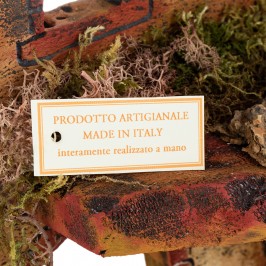 PRODOTTO ARTIGIANALE
MADE IN ITALY
interamente realizzato a mano